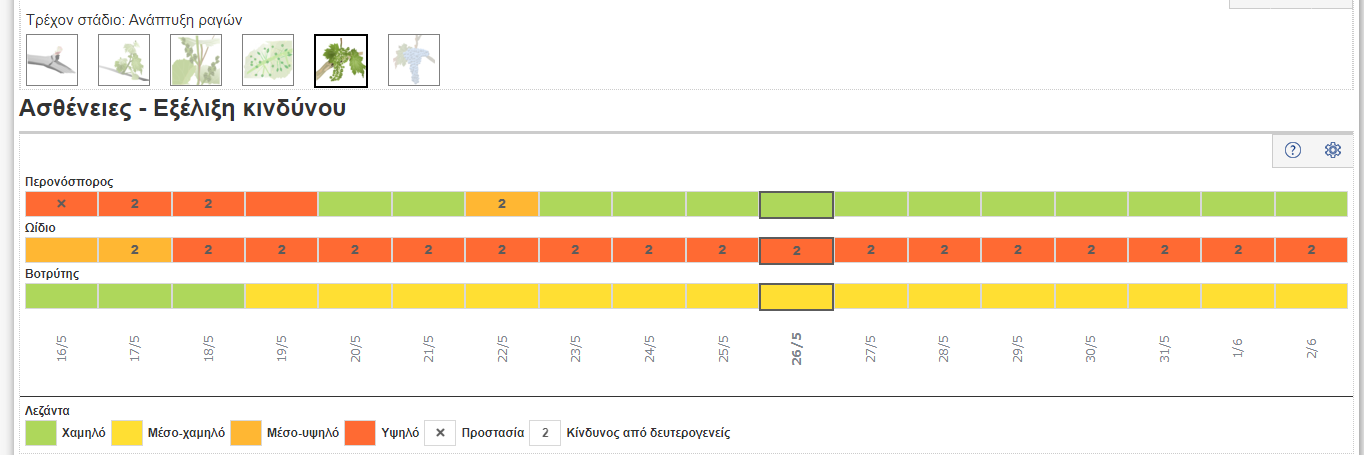 Τρέχον στάδιο: Ανάπτυξη ραγών
Ασθένειες - Εξέλιξη κινδύνου
?
Περονόσπορος
× 2 2 2
Ωίδιο
2 2 2 2 2 2 2 2 2 2 2 2 2 2 2 2 2
Βοτρύτης
16/5 17/5 18/5 19/5 20/5 21/5 22/5 23/5 24/5 25/5 26/5 27/5 28/5 29/5 30/5 31/5 1/6 2/6
Λεζάντα
Χαμηλό Μέσο-χαμηλό Μέσο-υψηλό Υψηλό × Προστασία 2 Κίνδυνος από δευτερογενείς